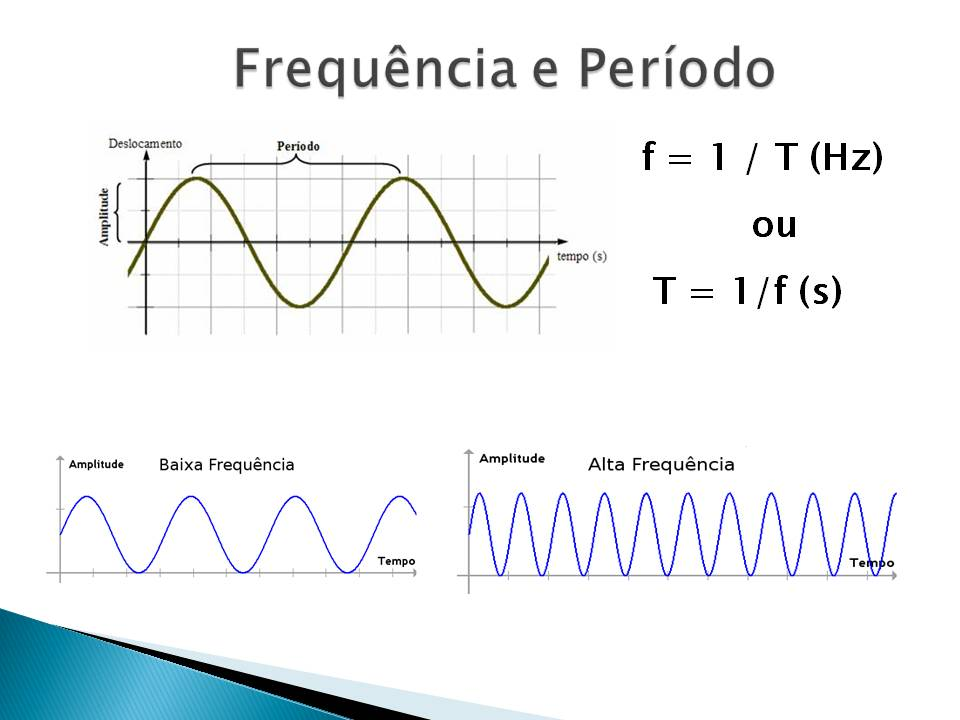 Frequência e Período
Deslocamento
Período
Amplitude
tempo (s)
f = 1 / T (Hz)
ou
T = 1/f (s)
Amplitude
Baixa Frequência
Tempo
Amplitude
Alta Frequência
Tempo